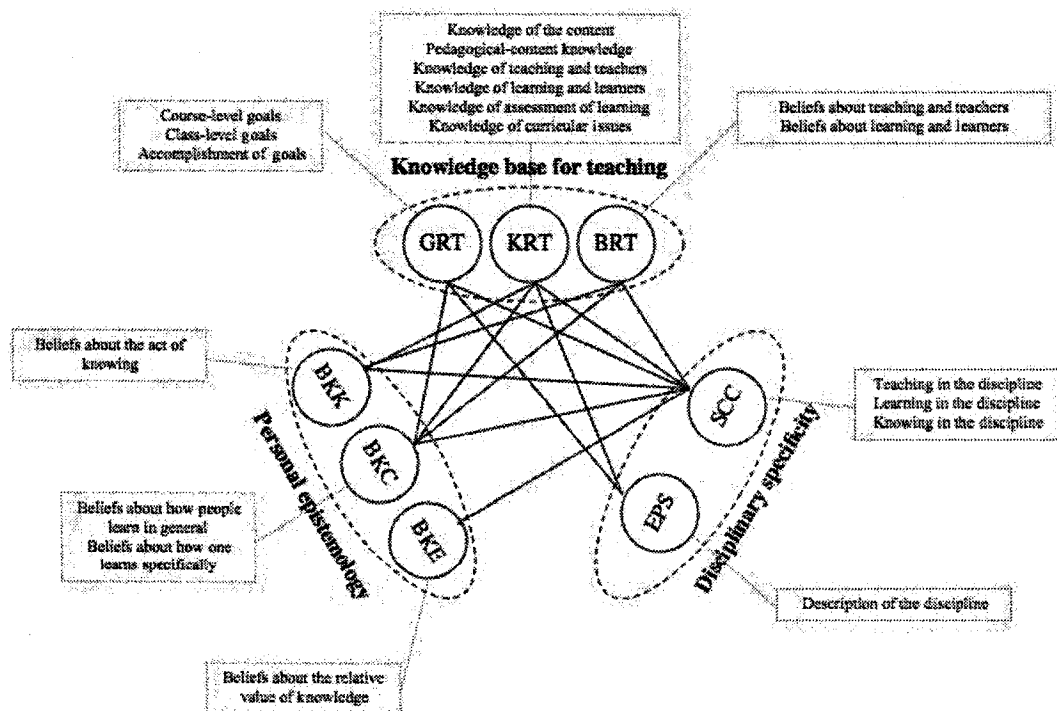 Knowledge of the content
Pedagogical-content knowledge
Knowledge of teaching and teachers
Knowledge of learning and learners
Knowledge of assessment of learning
Knowledge of curricular issues
Course-level goals
Class-level goals
Accomplishment of goals
Beliefs about teaching and teachers
Beliefs about learning and learners
Knowledge base for teaching
GRT
KRT
BRT
Beliefs about the act of
knowing
BKK
BKC
BKE
Personal epistemology
SCC
EPS
Disciplinary specificity
Teaching in the discipline
Learning in the discipline
Knowing in the discipline
Beliefs about how people
learn in general
Beliefs about how one
learns specifically
Description of the discipline
Beliefs about the relative
value of knowledge